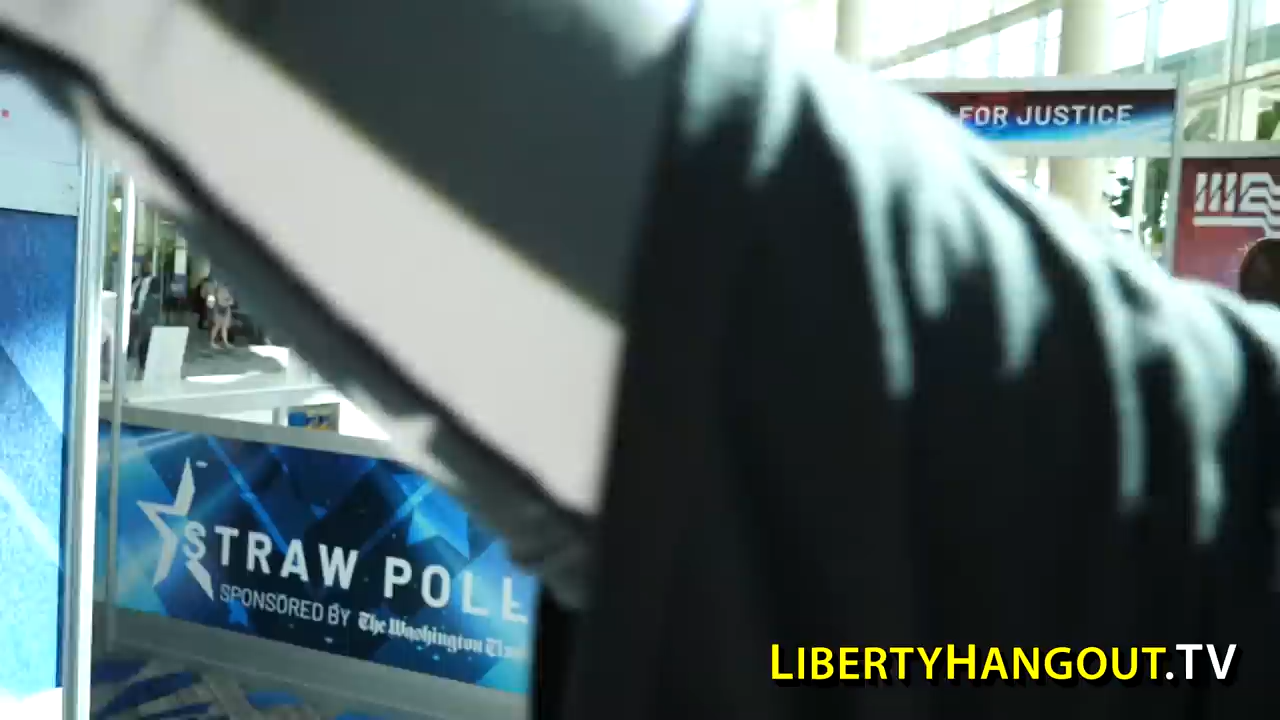 FOR JUSTICE
STRAW POLL
SPONSORED BY The Washington
LIBERTYHANGOUT.TV